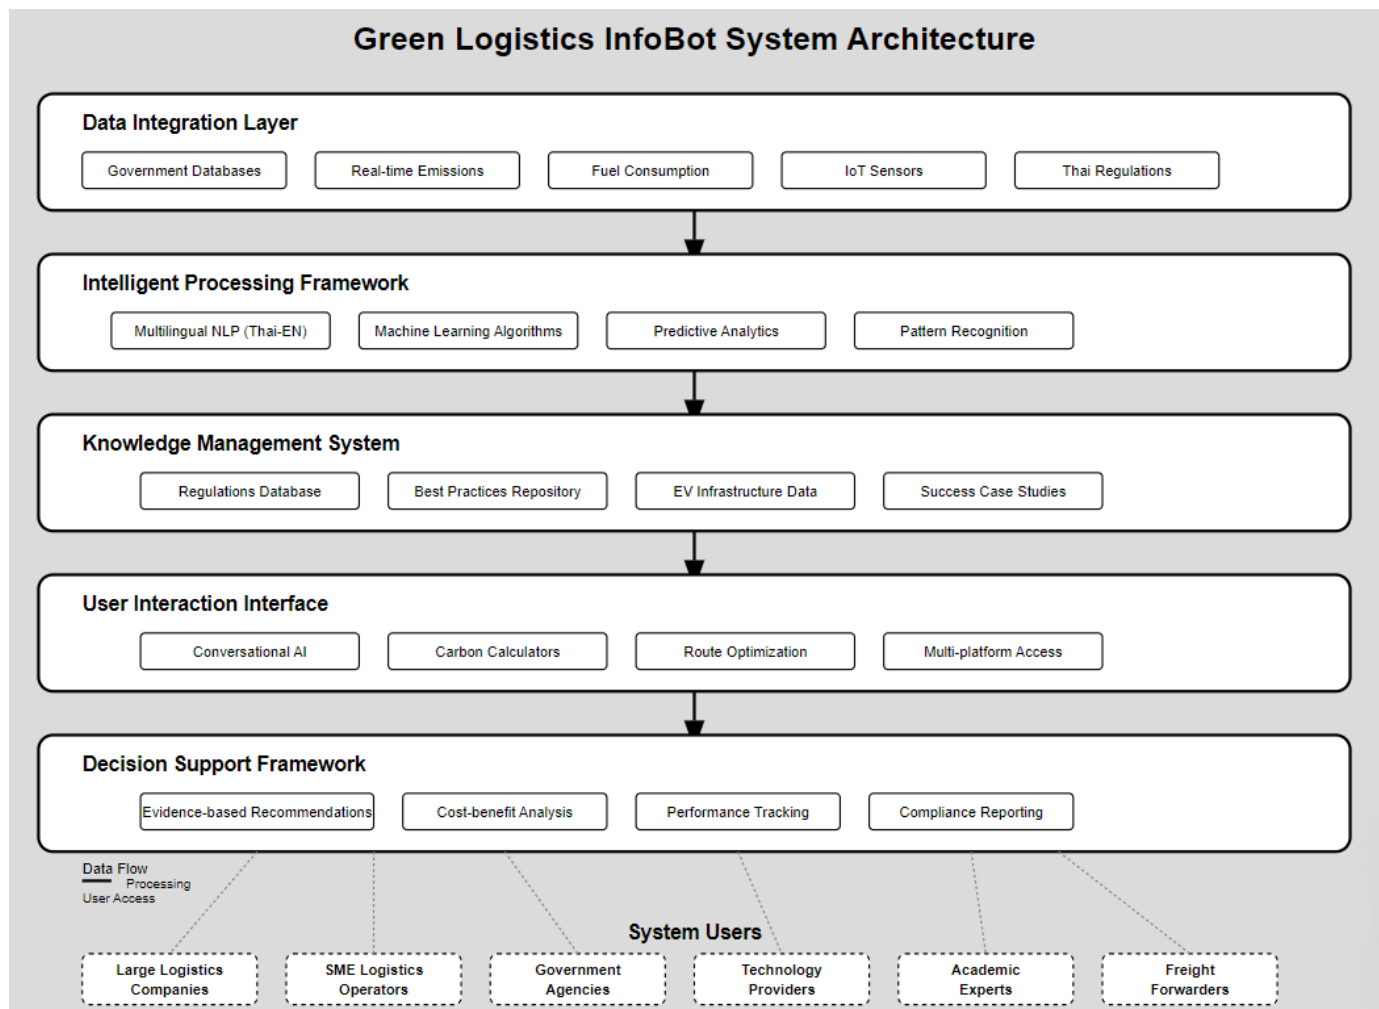 Green Logistics InfoBot System Architecture
Data Integration Layer
Government Databases
Real-time Emissions
Fuel Consumption
IoT Sensors
Thai Regulations
Intelligent Processing Framework
Multilingual NLP (Thai-EN)
Machine Learning Algorithms
Predictive Analytics
Pattern Recognition
Knowledge Management System
Regulations Database
Best Practices Repository
EV Infrastructure Data
Success Case Studies
User Interaction Interface
Conversational AI
Carbon Calculators
Route Optimization
Multi-platform Access
Decision Support Framework
Evidence-based Recommendations
Cost-benefit Analysis
Performance Tracking
Compliance Reporting
Data Flow
Processing
User Access
System Users
Large Logistics
Companies
SME Logistics
Operators
Government
Agencies
Technology
Providers
Academic
Experts
Freight
Forwarders